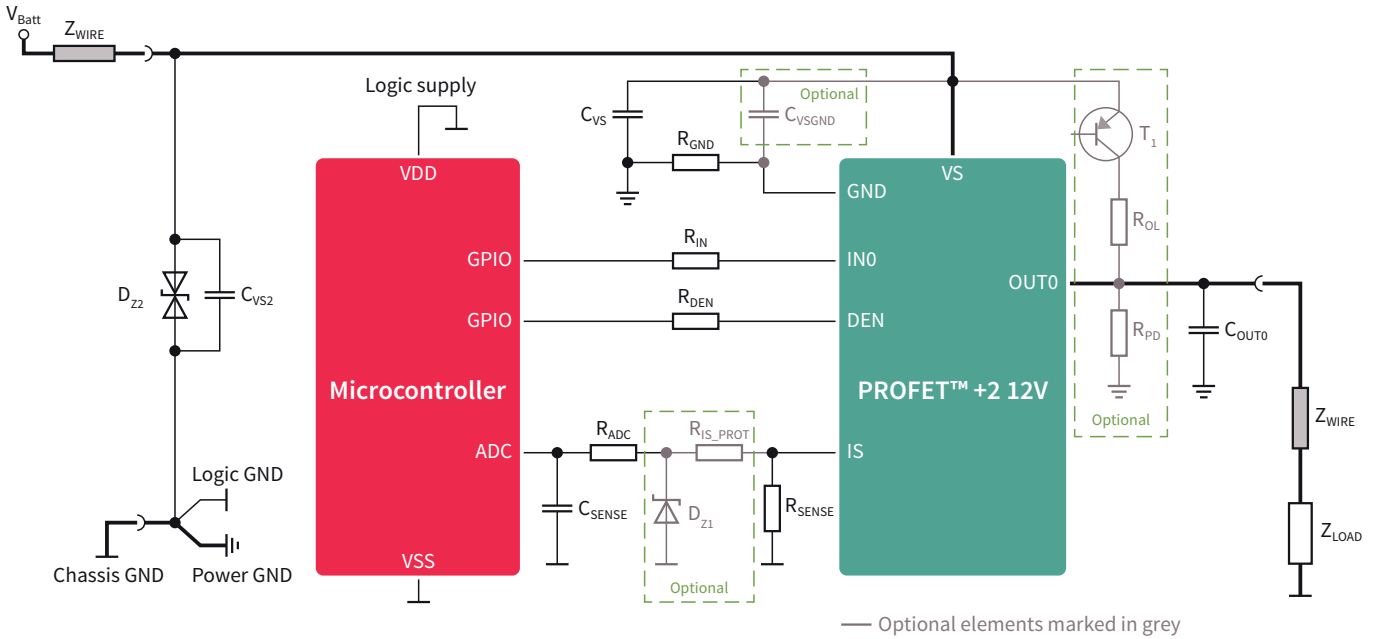 VBatt
ZWIRE
Logic supply
Optional
CVS
CVSGND
T1
RGND
VDD
VS
GND
ROL
RIN
GPIO
IN0
OUT0
RDEN
DZ2
CVS2
GPIO
DEN
RPD
COUT0
Microcontroller
PROFET™ +2 12V
ZWIRE
Optional
RADC
RIS_PROT
ADC
IS
Logic GND
CSENSE
DZ1
RSENSE
ZLOAD
VSS
Chassis GND
Power GND
Optional
Optional elements marked in grey